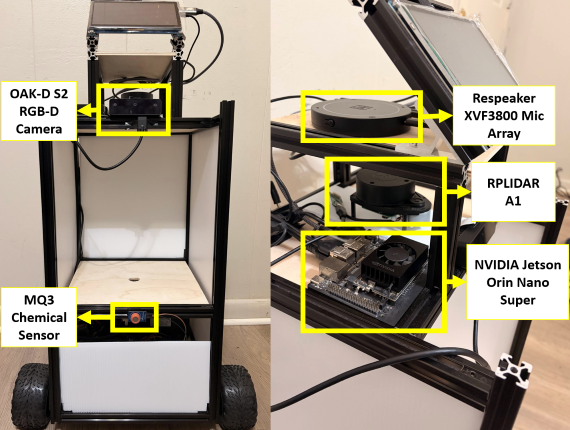 OAK-D S2
RGB-D
Camera
MQ3
Chemical
Sensor
Respeaker
XVF3800 Mic
Array
RPLIDAR
A1
NVIDIA Jetson
Orin Nano
Super